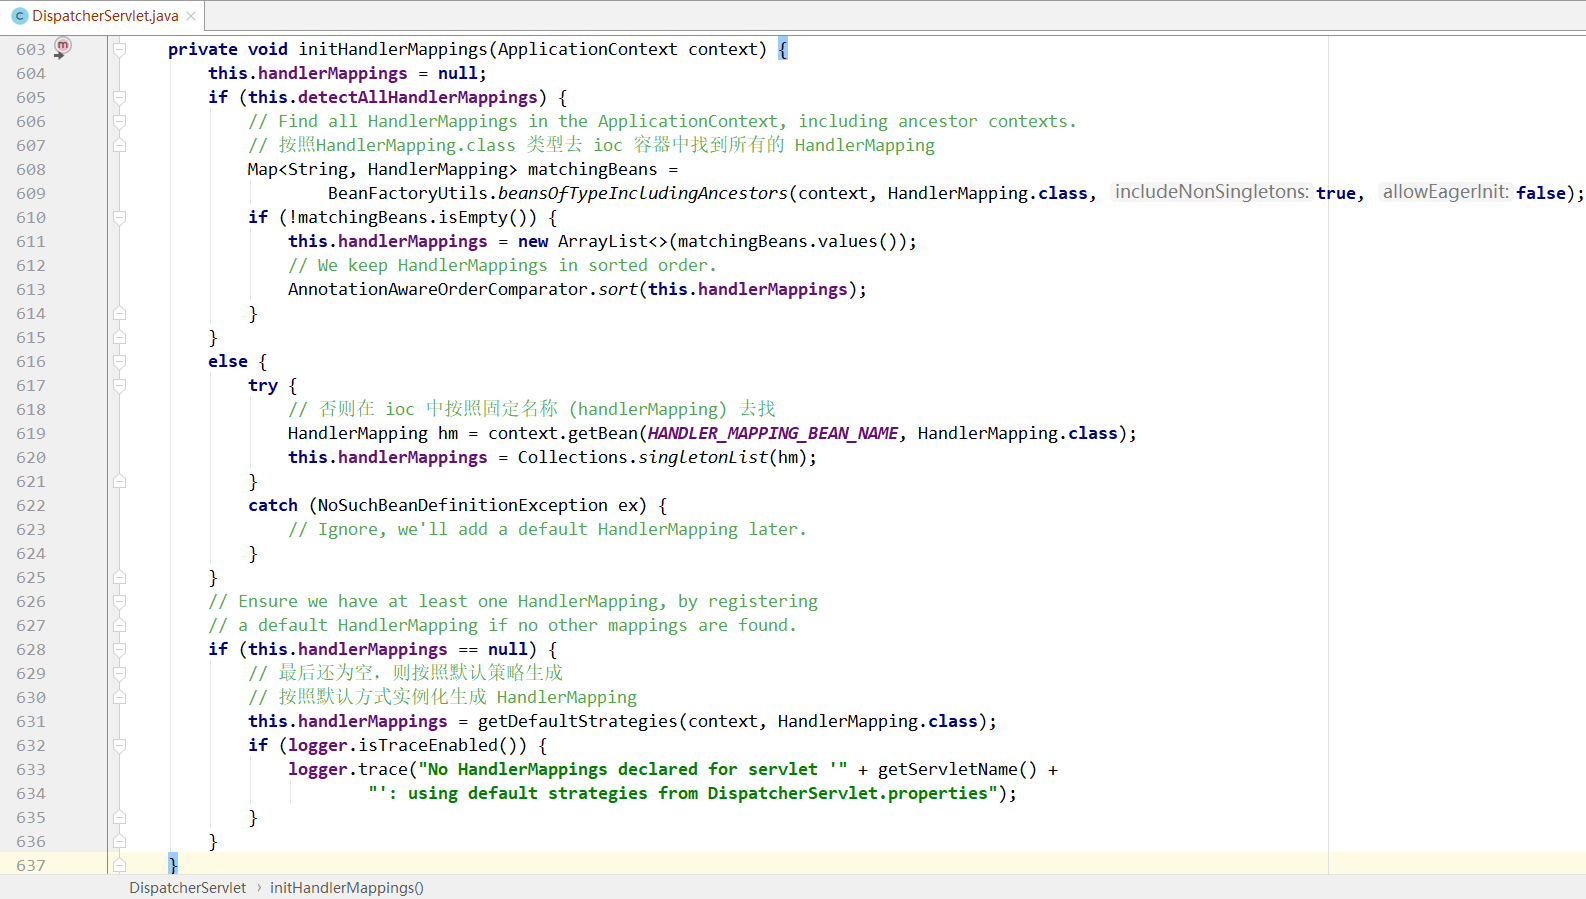 DispatcherServlet.java
603 private void initHandlerMappings(ApplicationContext context) {
604 this.handlerMappings = null;
605 if (this.detectAllHandlerMappings) {
606 // Find all HandlerMappings in the ApplicationContext, including ancestor contexts.
607 // 按照HandlerMapping.class 类型去 ioc 容器中找到所有的 HandlerMapping
608 Map<String, HandlerMapping> matchingBeans =
609 BeanFactoryUtils.beansOfTypeIncludingAncestors(context, HandlerMapping.class, includeNonSingletons: true, allowEagerInit: false);
610 if (!matchingBeans.isEmpty()) {
611 this.handlerMappings = new ArrayList<>(matchingBeans.values());
612 // We keep HandlerMappings in sorted order.
613 AnnotationAwareOrderComparator.sort(this.handlerMappings);
614 }
615 }
616 else {
617 try {
618 // 否则在 ioc 中按照固定名称 (handlerMapping) 去找
619 HandlerMapping hm = context.getBean(HANDLER_MAPPING_BEAN_NAME, HandlerMapping.class);
620 this.handlerMappings = Collections.singletonList(hm);
621 }
622 catch (NoSuchBeanDefinitionException ex) {
623 // Ignore, we'll add a default HandlerMapping later.
624 }
625 }
626 // Ensure we have at least one HandlerMapping, by registering
627 // a default HandlerMapping if no other mappings are found.
628 if (this.handlerMappings == null) {
629 // 最后还为空，则按照默认策略生成
630 // 按照默认方式实例化生成 HandlerMapping
631 this.handlerMappings = getDefaultStrategies(context, HandlerMapping.class);
632 if (logger.isTraceEnabled()) {
633 logger.trace("No HandlerMappings declared for servlet '" + getServletName() +
634 "': using default strategies from DispatcherServlet.properties");
635 }
636 }
637 }
DispatcherServlet › initHandlerMappings()